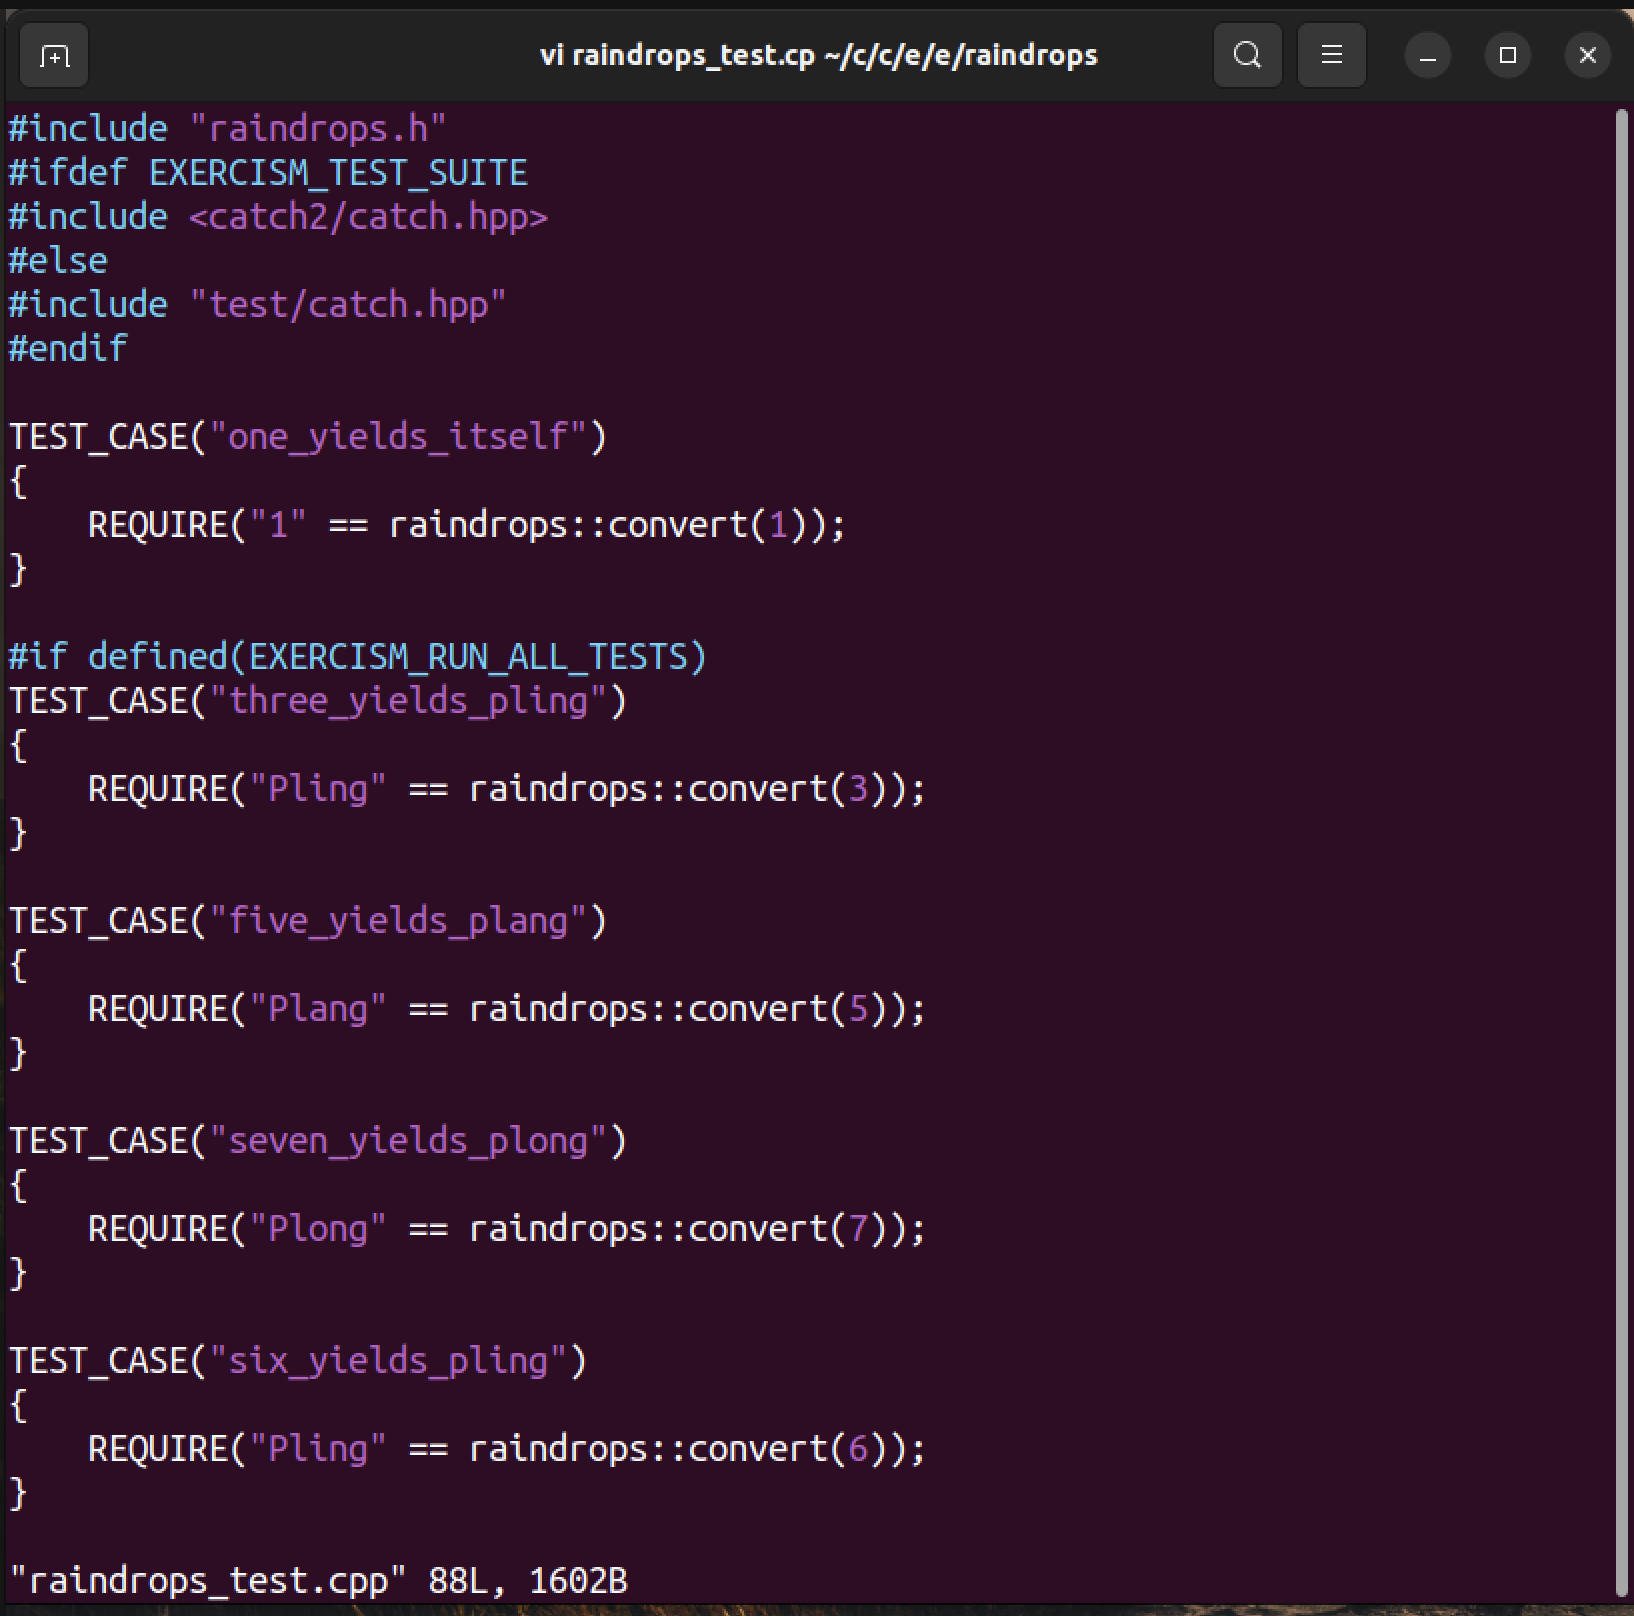 vi raindrops_test.cp ~/c/c/e/e/raindrops
#include "raindrops.h"
#ifdef EXERCISM_TEST_SUITE
#include <catch2/catch.hpp>
#else
#include "test/catch.hpp"
#endif

TEST_CASE("one_yields_itself")
{
    REQUIRE("1" == raindrops::convert(1));
}

#if defined(EXERCISM_RUN_ALL_TESTS)
TEST_CASE("three_yields_pling")
{
    REQUIRE("Pling" == raindrops::convert(3));
}

TEST_CASE("five_yields_plang")
{
    REQUIRE("Plang" == raindrops::convert(5));
}

TEST_CASE("seven_yields_plong")
{
    REQUIRE("Plong" == raindrops::convert(7));
}

TEST_CASE("six_yields_pling")
{
    REQUIRE("Pling" == raindrops::convert(6));
}

"raindrops_test.cpp" 88L, 1602B